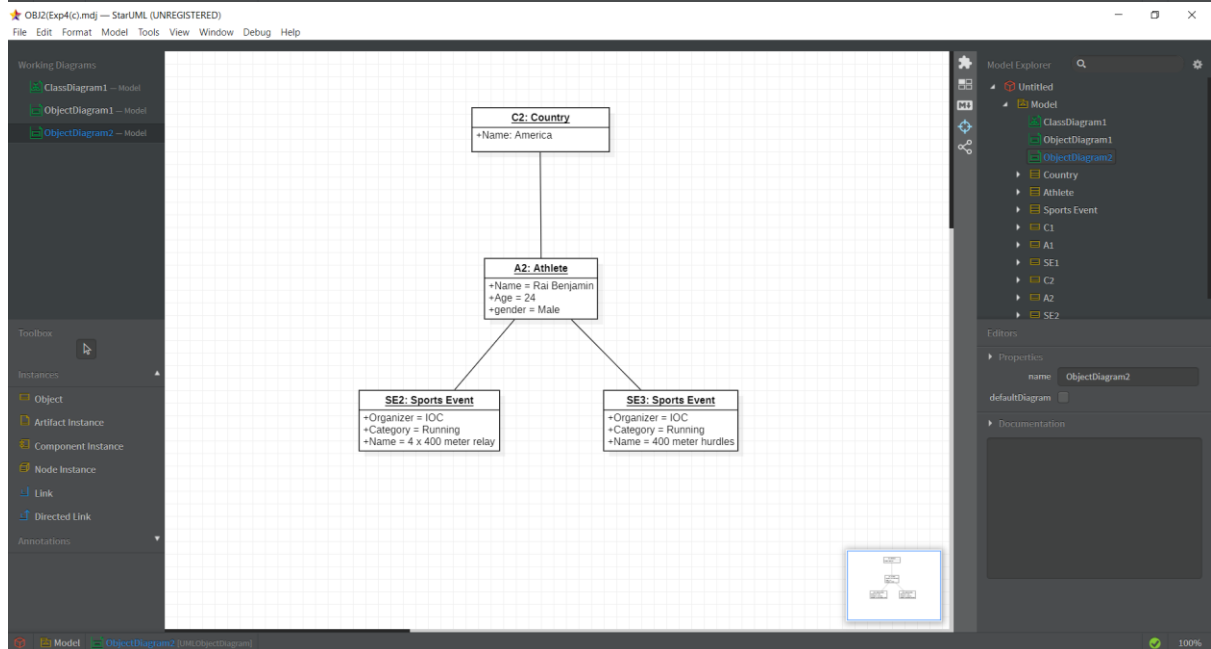 OBJ2(Exp4(c).mdj — StarUML (UNREGISTERED)
File Edit Format Model Tools View Window Debug Help
Working Diagrams
ClassDiagram1 — Model
ObjectDiagram1 — Model
ObjectDiagram2 — Model
Toolbox
Instances
Object
Artifact Instance
Component Instance
Node Instance
Link
Directed Link
Annotations
C2: Country
+Name: America
A2: Athlete
+Name = Rai Benjamin
+Age = 24
+gender = Male
SE2: Sports Event
+Organizer = IOC
+Category = Running
+Name = 4 x 400 meter relay
SE3: Sports Event
+Organizer = IOC
+Category = Running
+Name = 400 meter hurdles
M
Model Explorer
Untitled
Model
ClassDiagram1
ObjectDiagram1
ObjectDiagram2
Country
Athlete
Sports Event
C1
A1
SE1
C2
A2
SE2
Editors
Properties
name ObjectDiagram2
defaultDiagram
Documentation
Model ObjectDiagram2 [UMLObjectDiagram]
100%